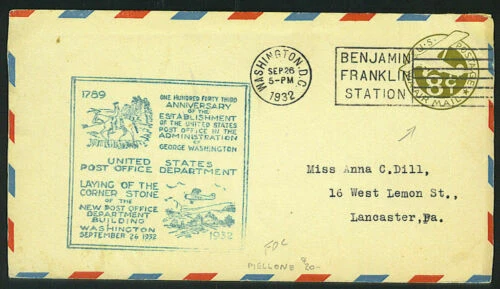 1789
ONE HUNDRED FORTY THIRD
ANNIVERSARY
OF THE
ESTABLISHMENT
OF THE UNITED STATES
POST OFFICE IN THE
ADMINISTRATION
OF
GEORGE WASHINGTON
UNITED STATES
POST OFFICE DEPARTMENT
LAYING OF THE
CORNER STONE
OF THE
NEW POST OFFICE
DEPARTMENT
BUILDING
WASHINGTON
SEPTEMBER 26 1932
1932
WASHINGTON, D.C.
SEP 26
5-PM
1932
BENJAMIN
FRANKLIN
STATION
U.S. POSTAGE
6¢
AIR MAIL
Miss Anna C.Dill,
16 West Lemon St.,
Lancaster,Pa.
FDC
PIELLONE
20-